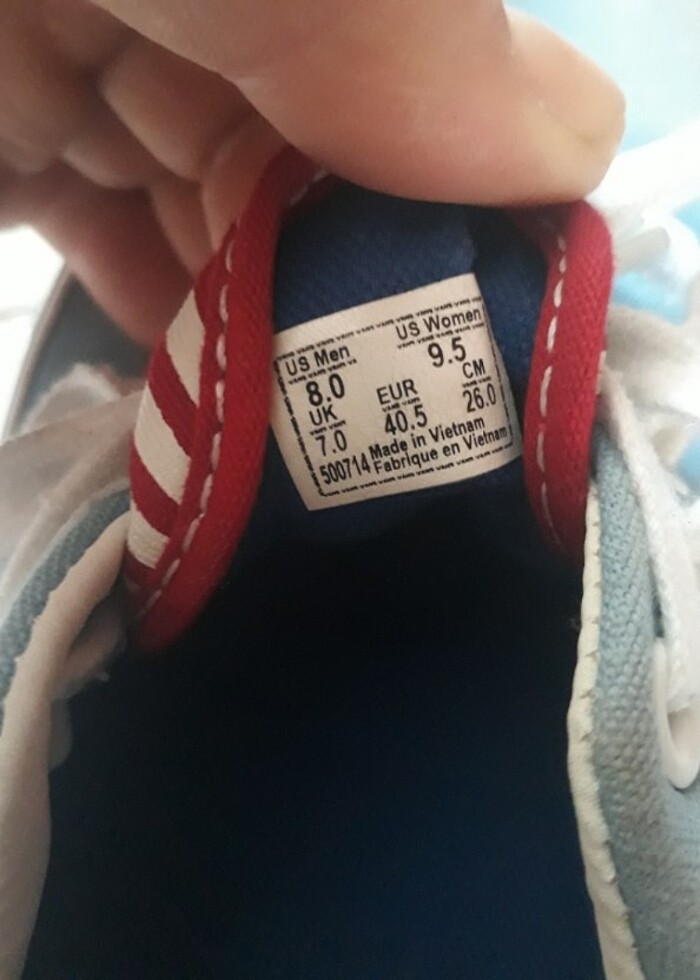 US Men US Women
8.0 9.5
UK EUR CM
7.0 40.5 26.0
500714 Made in Vietnam
Fabrique en Vietnam